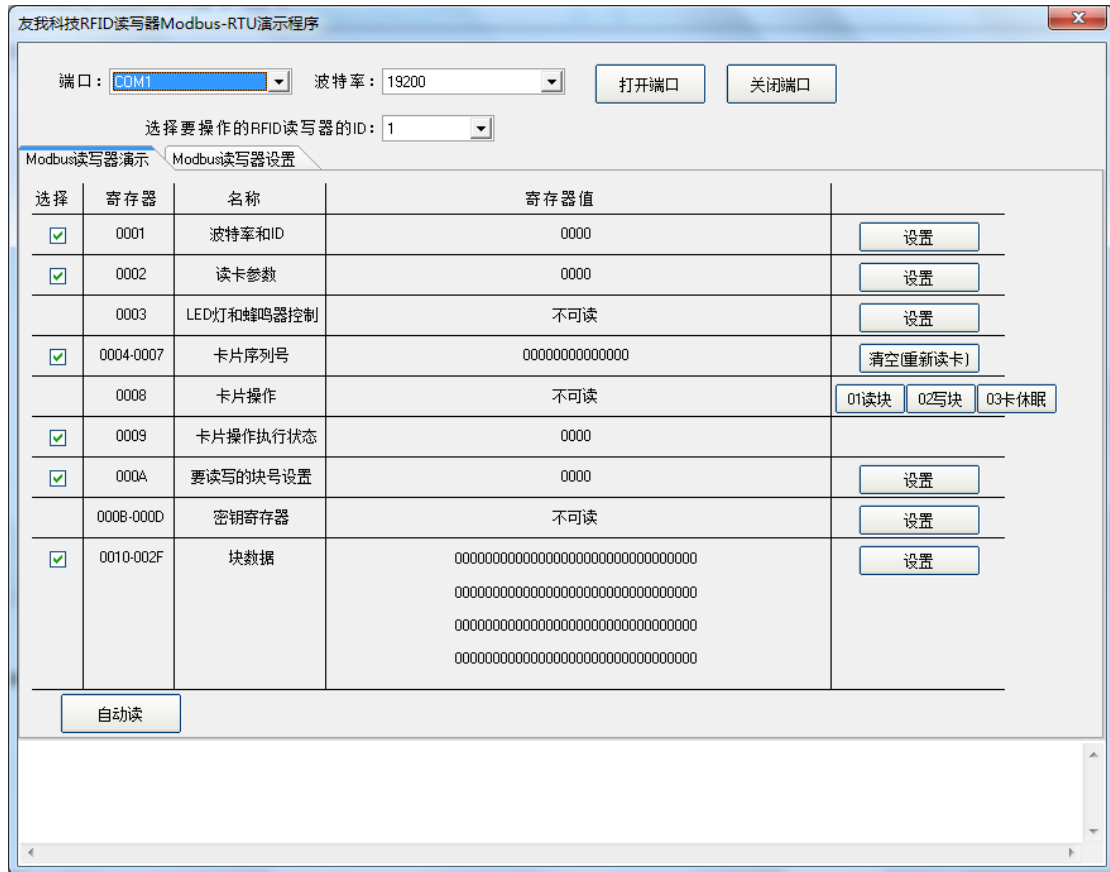 友我科技RFID读写器Modbus-RTU演示程序
端口: COM1 波特率: 19200 打开端口 关闭端口
选择要操作的RFID读写器的ID: 1
Modbus读写器演示 Modbus读写器设置
选择 寄存器 名称 寄存器值
0001 波特率和ID 0000 设置
0002 读卡参数 0000 设置
0003 LED灯和蜂鸣器控制 不可读 设置
0004-0007 卡片序列号 00000000000000 清空(重新读卡)
0008 卡片操作 不可读 01读块 02写块 03卡休眠
0009 卡片操作执行状态 0000
000A 要读写的块号设置 0000 设置
000B-000D 密钥寄存器 不可读 设置
0010-002F 块数据 00000000000000000000000000000000 设置
00000000000000000000000000000000
00000000000000000000000000000000
00000000000000000000000000000000
自动读